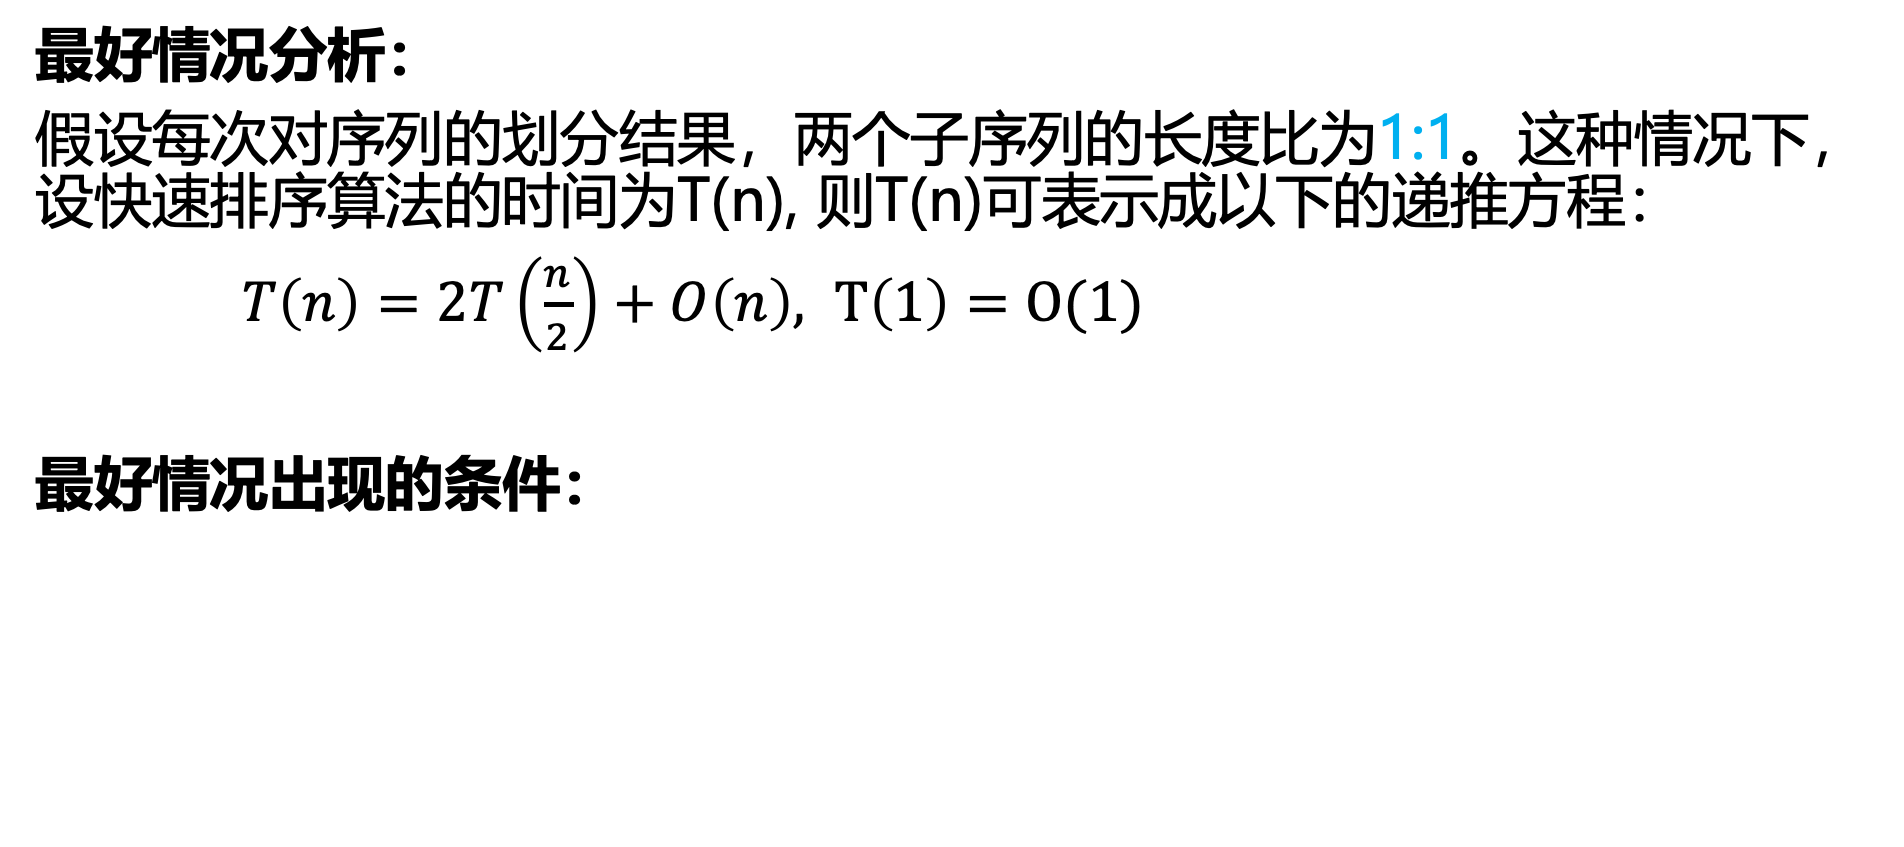 最好情况分析：
假设每次对序列的划分结果，两个子序列的长度比为1:1。这种情况下，
设快速排序算法的时间为T(n), 则T(n)可表示成以下的递推方程：
T(n) = 2T(n/2) + O(n), T(1) = O(1)
最好情况出现的条件：